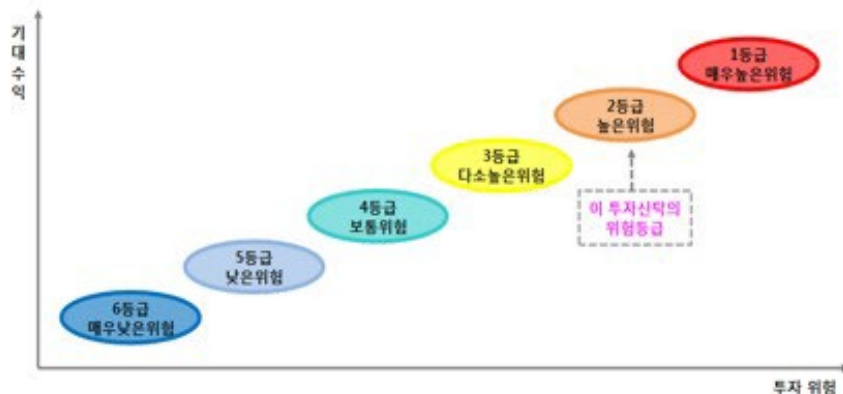 기대수익
1등급
매우높은위험
2등급
높은위험
3등급
다소높은위험
이 투자신탁의
위험등급
4등급
보통위험
5등급
낮은위험
6등급
매우낮은위험
투자 위험